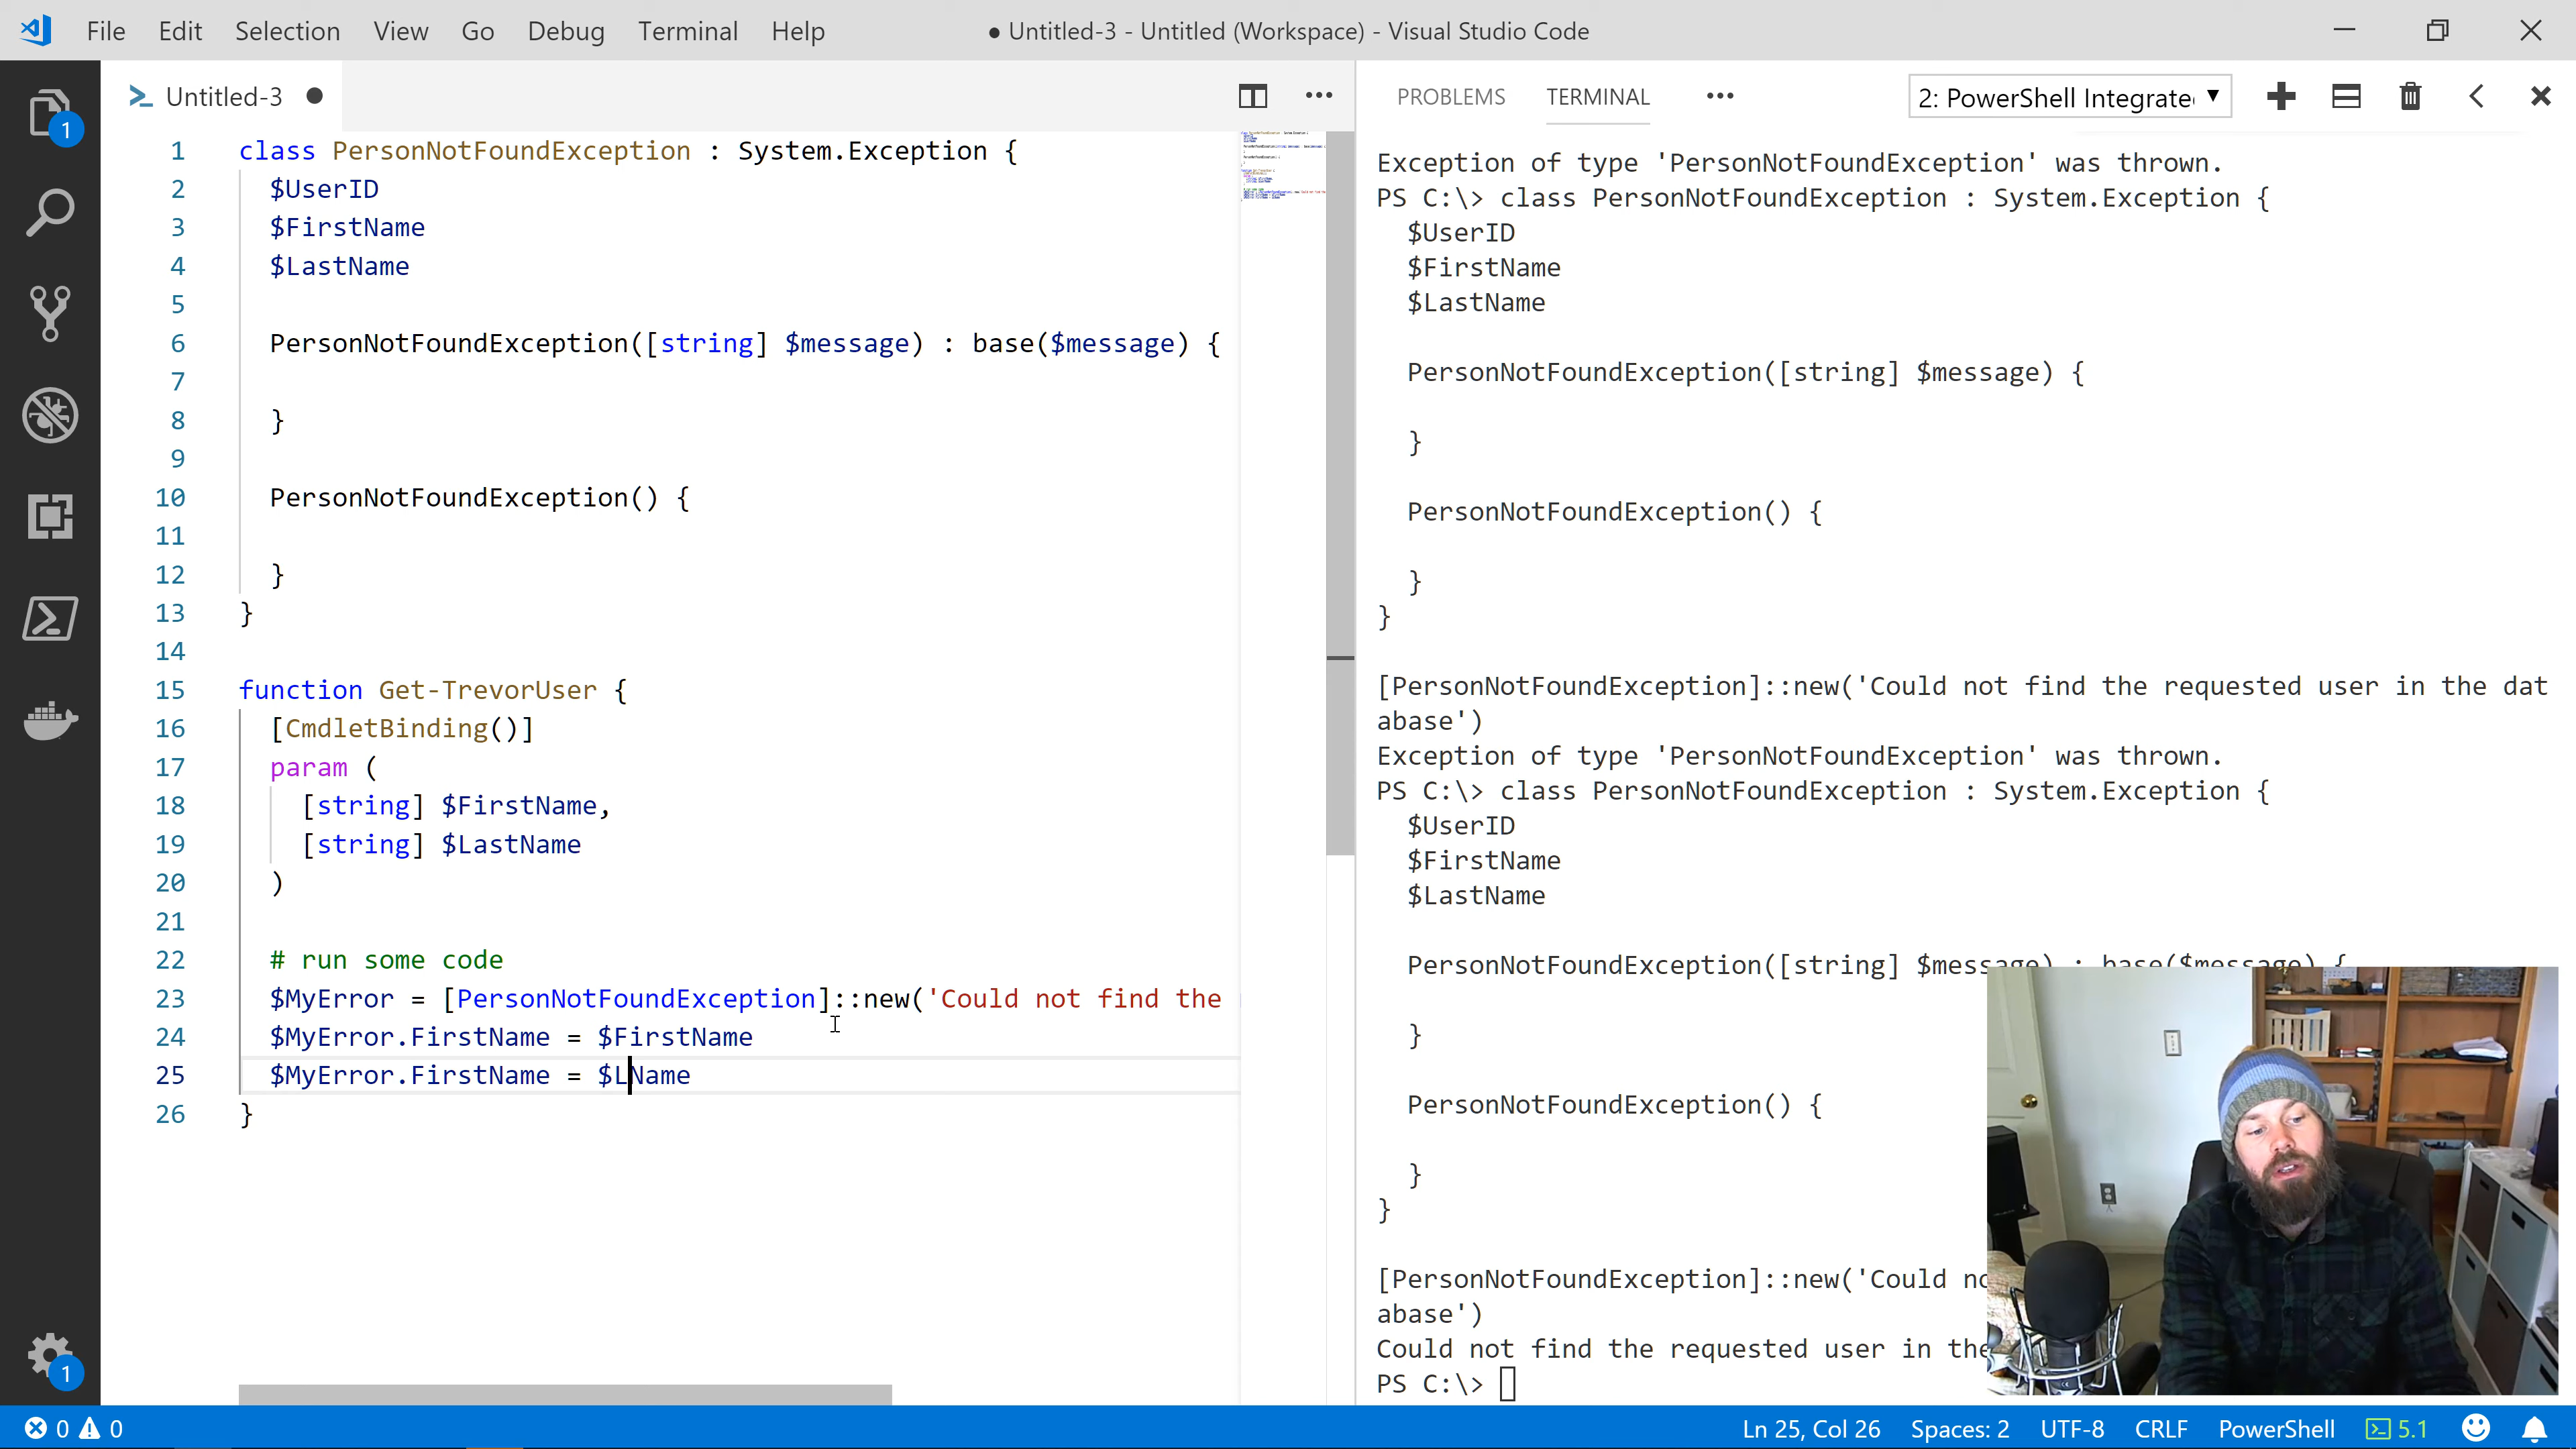 File Edit Selection View Go Debug Terminal Help ● Untitled-3 - Untitled (Workspace) - Visual Studio Code
Untitled-3
1 class PersonNotFoundException : System.Exception {
2 $UserID
3 $FirstName
4 $LastName
5
6 PersonNotFoundException([string] $message) : base($message) {
7
8 }
9
10 PersonNotFoundException() {
11
12 }
13 }
14
15 function Get-TrevorUser {
16 [CmdletBinding()]
17 param (
18 [string] $FirstName,
19 [string] $LastName
20 )
21
22 # run some code
23 $MyError = [PersonNotFoundException]::new('Could not find the
24 $MyError.FirstName = $FirstName
25 $MyError.FirstName = $LName
26 }
PROBLEMS TERMINAL ••• 2: PowerShell Integrate
Exception of type 'PersonNotFoundException' was thrown.
PS C:\> class PersonNotFoundException : System.Exception {
$UserID
$FirstName
$LastName
PersonNotFoundException([string] $message) {
}
PersonNotFoundException() {
}
}
[PersonNotFoundException]::new('Could not find the requested user in the dat
abase')
Exception of type 'PersonNotFoundException' was thrown.
PS C:\> class PersonNotFoundException : System.Exception {
$UserID
$FirstName
$LastName
PersonNotFoundException([string] $message) : base($message) {
}
PersonNotFoundException() {
}
}
[PersonNotFoundException]::new('Could
abase')
Could not find the requested user in the
PS C:\>
1
1
0 0 Ln 25, Col 26 Spaces: 2 UTF-8 CRLF PowerShell 5.1